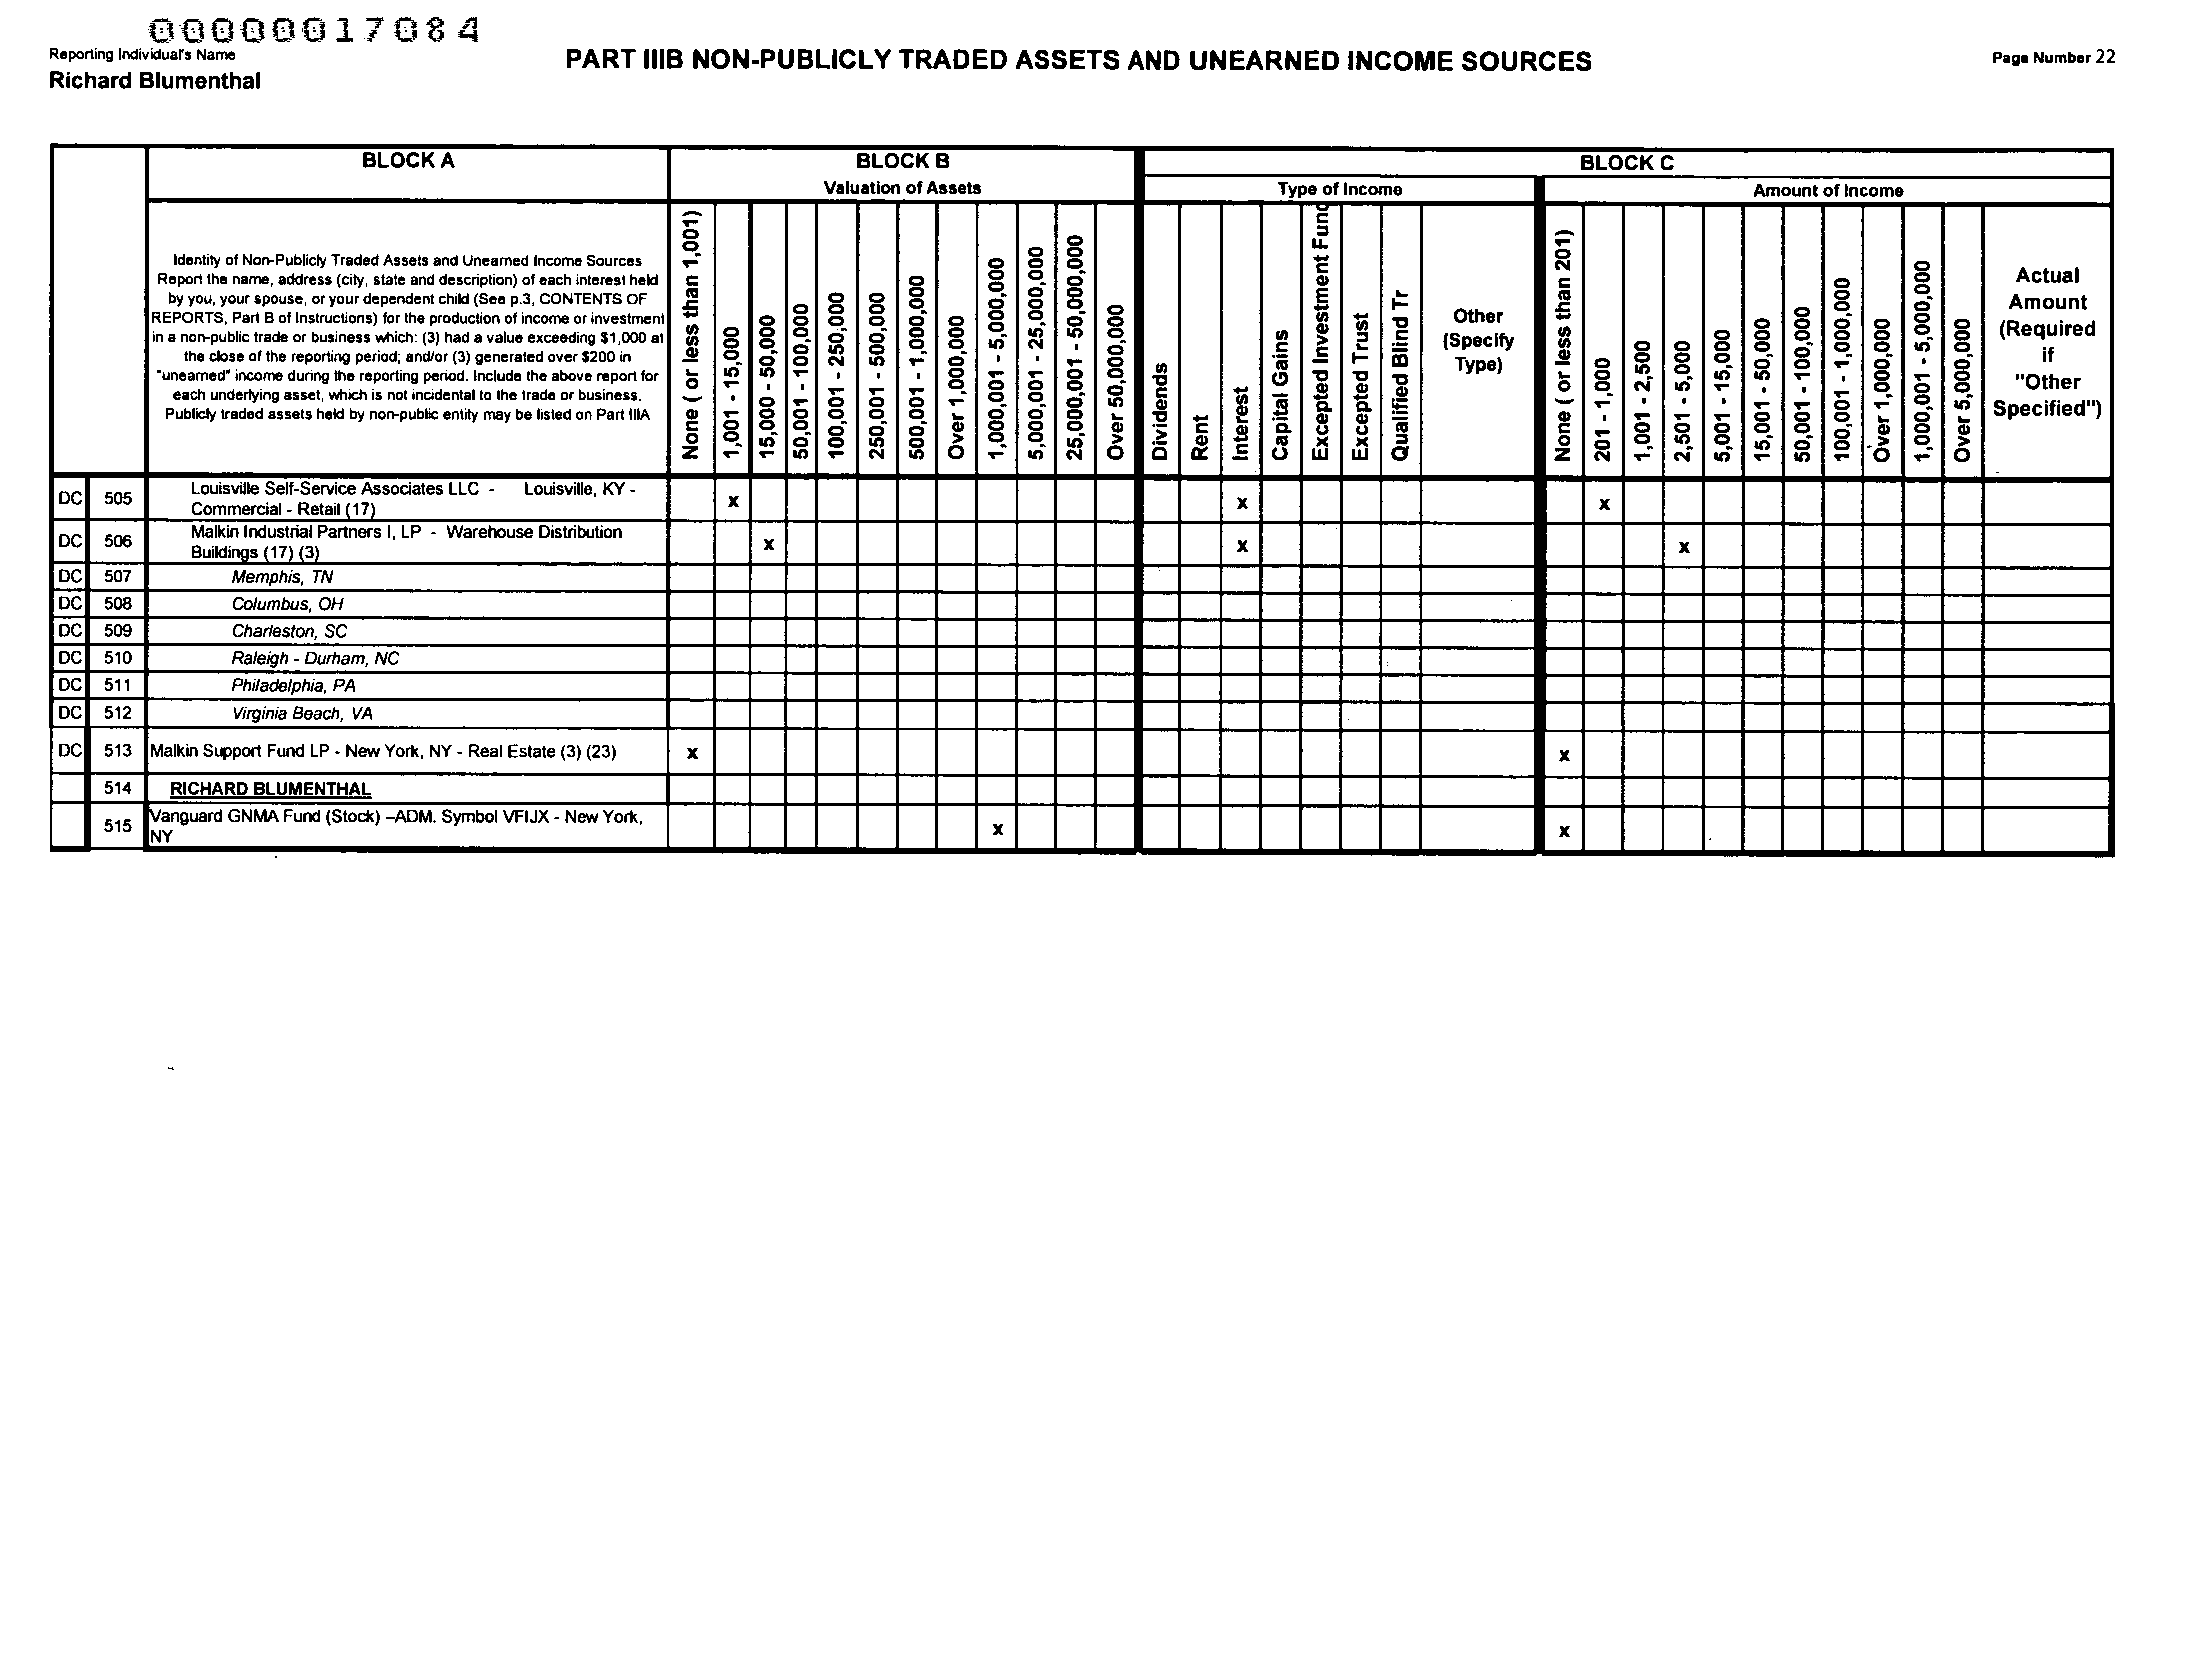 00000017084
Reporting Individual's Name
Richard Blumenthal
PART IIIB NON-PUBLICLY TRADED ASSETS AND UNEARNED INCOME SOURCES
Page Number 22
BLOCK A
BLOCK B
BLOCK C
Valuation of Assets
Type of Income
Amount of Income
Identity of Non-Publicly Traded Assets and Unearned Income Sources
Report the name, address (city, state and description) of each interest held
by you, your spouse, or your dependent child (See p.3, CONTENTS OF
REPORTS, Part B of Instructions) for the production of income or investment
in a non-public trade or business which: (3) had a value exceeding $1,000 at
the close of the reporting period; and/or (3) generated over $200 in
"unearned" income during the reporting period. Include the above report for
each underlying asset, which is not incidental to the trade or business.
Publicly traded assets held by non-public entity may be listed on Part IIIA
None ( or less than 1,001)
1,001 - 15,000
15,000 - 50,000
50,001 - 100,000
100,001 - 250,000
250,001 - 500,000
500,001 - 1,000,000
Over 1,000,000
1,000,001 - 5,000,000
5,000,001 - 25,000,000
25,000,001 - 50,000,000
Over 50,000,000
Dividends
Rent
Interest
Capital Gains
Excepted Investment Fund
Excepted Trust
Qualified Blind Tr
Other
(Specify
Type)
None ( or less than 201)
201 - 1,000
1,001 - 2,500
2,501 - 5,000
5,001 - 15,000
15,001 - 50,000
50,001 - 100,000
100,001 - 1,000,000
Over 1,000,000
1,000,001 - 5,000,000
Over 5,000,000
Actual
Amount
(Required
if
"Other
Specified")
DC 505 Louisville Self-Service Associates LLC - Louisville, KY -
Commercial - Retail (17) x x x
DC 506 Malkin Industrial Partners I, LP - Warehouse Distribution
Buildings (17) (3) x x x
DC 507 Memphis, TN
DC 508 Columbus, OH
DC 509 Charleston, SC
DC 510 Raleigh - Durham, NC
DC 511 Philadelphia, PA
DC 512 Virginia Beach, VA
DC 513 Malkin Support Fund LP - New York, NY - Real Estate (3) (23) x x
514 RICHARD BLUMENTHAL
515 Vanguard GNMA Fund (Stock) –ADM. Symbol VFIJX - New York,
NY x x